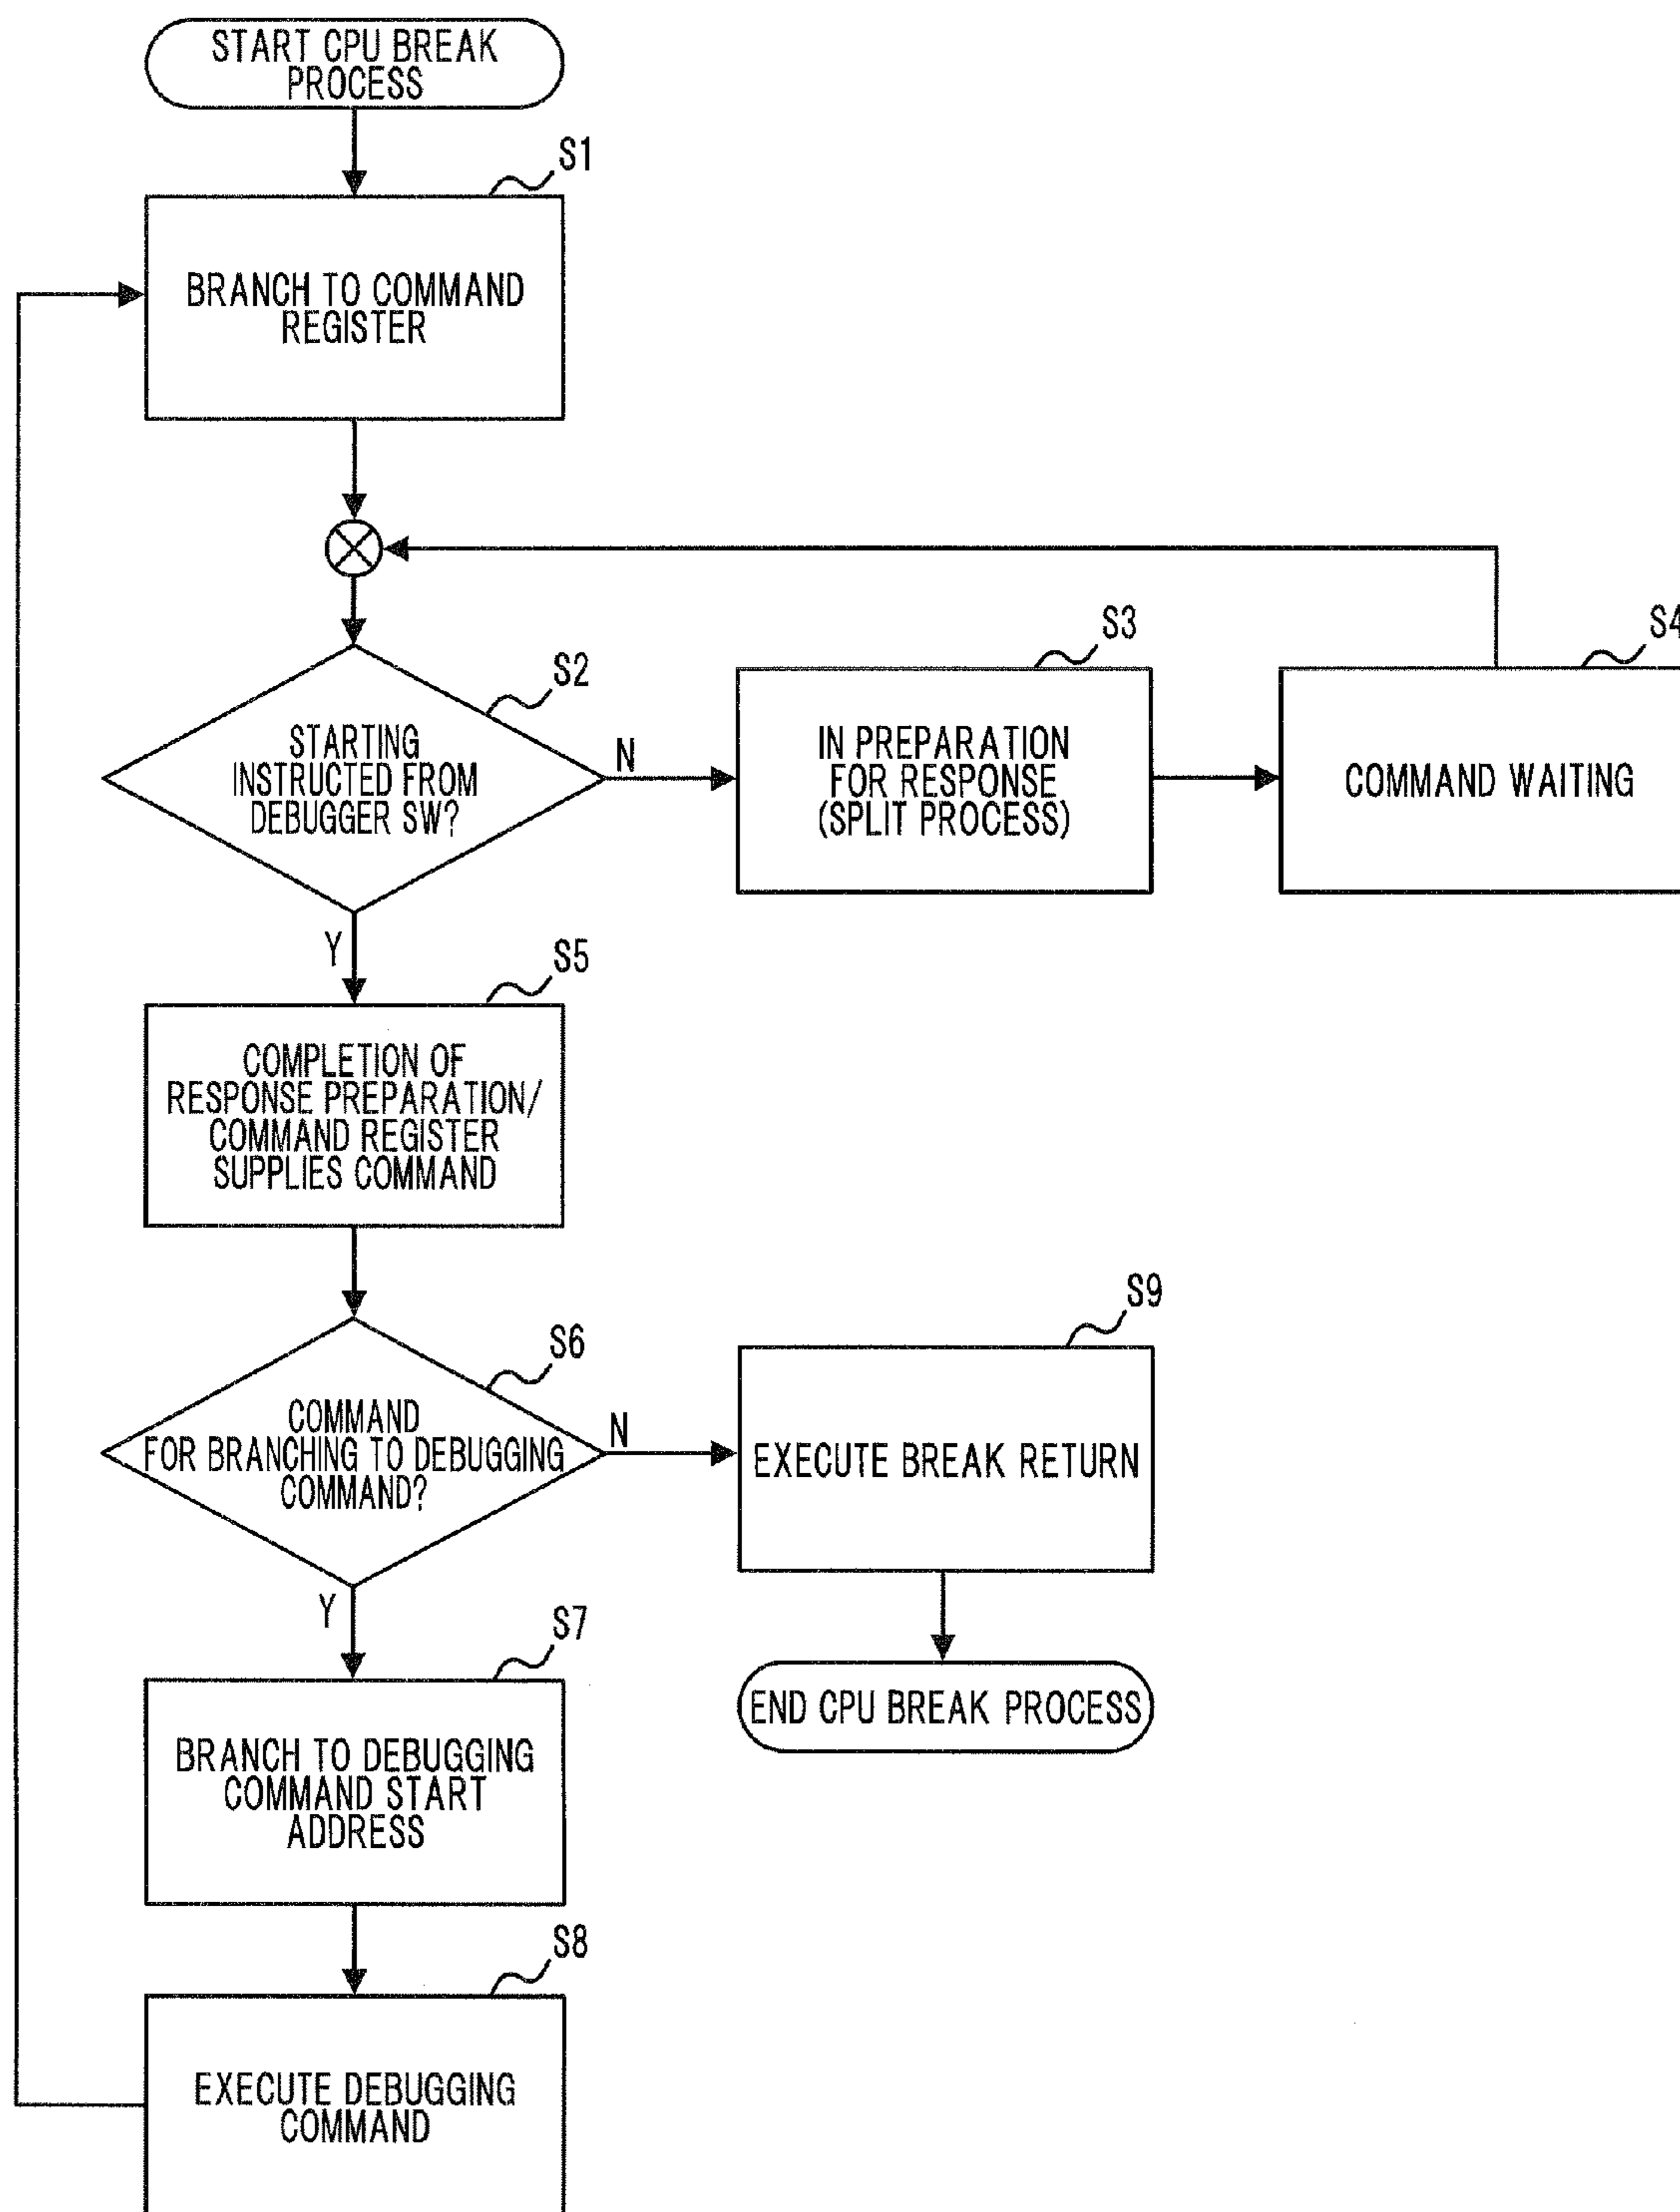 START CPU BREAK
PROCESS
S1
BRANCH TO COMMAND
REGISTER
S2
STARTING
INSTRUCTED FROM
DEBUGGER SW?
N
Y
S3
IN PREPARATION
FOR RESPONSE
(SPLIT PROCESS)
S4
COMMAND WAITING
S5
COMPLETION OF
RESPONSE PREPARATION/
COMMAND REGISTER
SUPPLIES COMMAND
S6
COMMAND
FOR BRANCHING TO DEBUGGING
COMMAND?
N
Y
S9
EXECUTE BREAK RETURN
END CPU BREAK PROCESS
S7
BRANCH TO DEBUGGING
COMMAND START
ADDRESS
S8
EXECUTE DEBUGGING
COMMAND